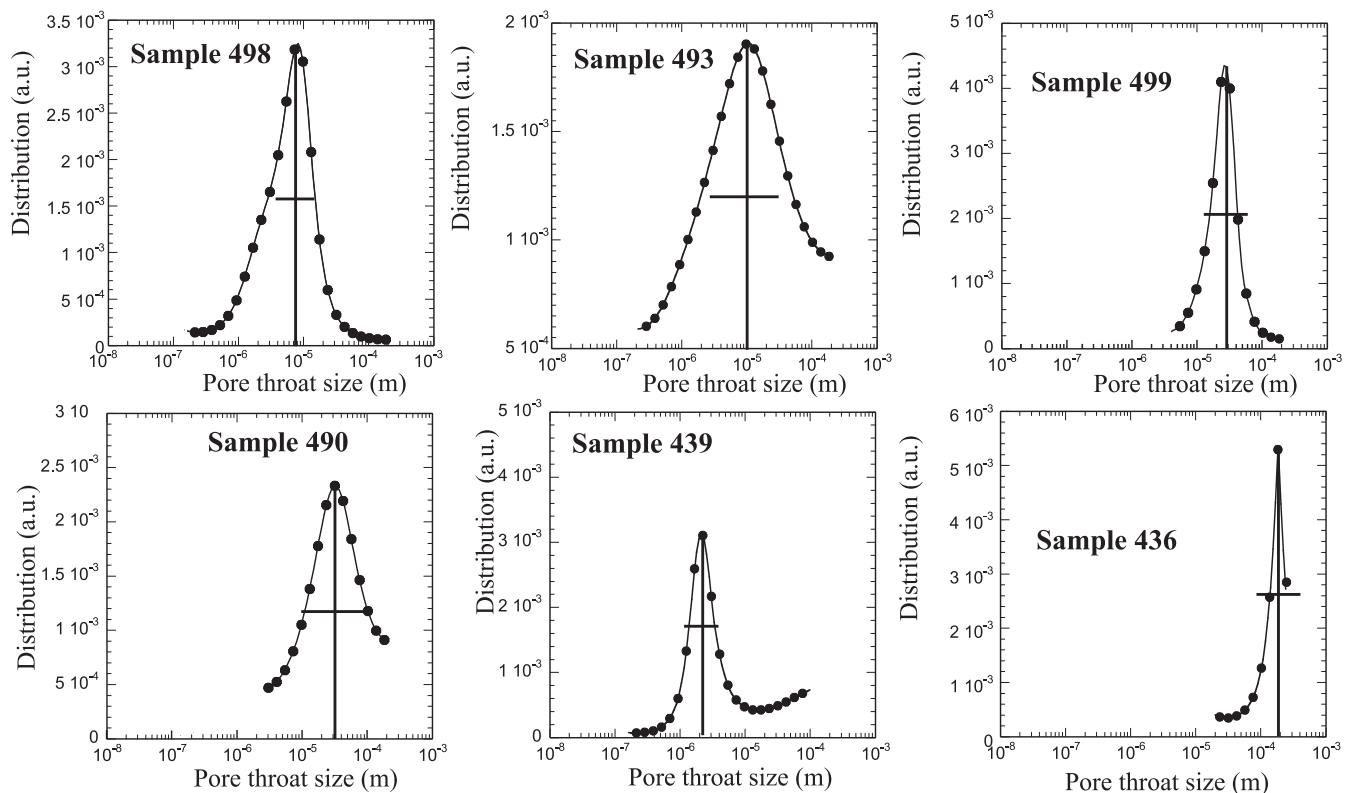 Sample 498
Distribution (a.u.)
3.5 10⁻³
3 10⁻³
2.5 10⁻³
2 10⁻³
1.5 10⁻³
1 10⁻³
5 10⁻⁴
0
10⁻⁸ 10⁻⁷ 10⁻⁶ 10⁻⁵ 10⁻⁴ 10⁻³
Pore throat size (m)
Sample 493
Distribution (a.u.)
2 10⁻³
1.5 10⁻³
1 10⁻³
5 10⁻⁴
10⁻⁸ 10⁻⁷ 10⁻⁶ 10⁻⁵ 10⁻⁴ 10⁻³
Pore throat size (m)
Sample 499
Distribution (a.u.)
5 10⁻³
4 10⁻³
3 10⁻³
2 10⁻³
1 10⁻³
0
10⁻⁸ 10⁻⁷ 10⁻⁶ 10⁻⁵ 10⁻⁴ 10⁻³
Pore throat size (m)
Sample 490
Distribution (a.u.)
3 10
2.5 10⁻³
2 10⁻³
1.5 10⁻³
1 10⁻³
5 10⁻⁴
0
10⁻⁸ 10⁻⁷ 10⁻⁶ 10⁻⁵ 10⁻⁴ 10⁻³
Pore throat size (m)
Sample 439
Distribution (a.u.)
5 10⁻³
4 10⁻³
3 10⁻³
2 10⁻³
1 10⁻³
0
10⁻⁸ 10⁻⁷ 10⁻⁶ 10⁻⁵ 10⁻⁴ 10⁻³
Pore throat size (m)
Sample 436
Distribution (a.u.)
6 10⁻³
5 10⁻³
4 10⁻³
3 10⁻³
2 10⁻³
1 10⁻³
0
10⁻⁸ 10⁻⁷ 10⁻⁶ 10⁻⁵ 10⁻⁴ 10⁻³
Pore throat size (m)